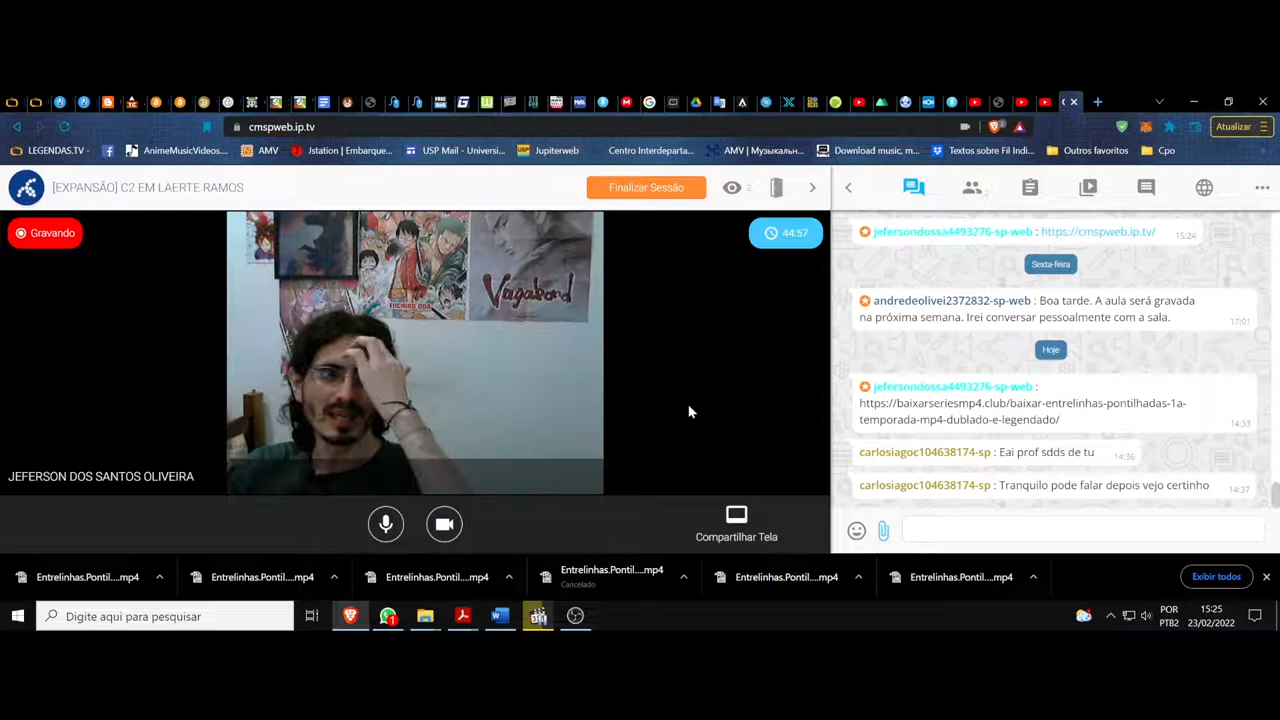 cmspweb.ip.tv
Atualizar
LEGENDAS.TV -
AnimeMusicVideos...
AMV
Jstation | Embarque...
USP Mail - Universi...
Jupiterweb
Centro Interdeparta...
AMV | Музыкальн...
Download music, m...
Textos sobre Fil Indi...
Outros favoritos
Cpo
[EXPANSÃO] C2 EM LAERTE RAMOS
Finalizar Sessão
2
Gravando
44:57
Vagabond
EIICHIRO ODA
JEFERSON DOS SANTOS OLIVEIRA
Compartilhar Tela
jefersondossa4493276-sp-web : https://cmspweb.ip.tv/
15:24
Sexta-feira
andredeolivei2372832-sp-web : Boa tarde. A aula será gravada
na próxima semana. Irei conversar pessoalmente com a sala.
17:01
Hoje
jefersondossa4493276-sp-web :
https://baixarseriesmp4.club/baixar-entrelinhas-pontilhadas-1a-
temporada-mp4-dublado-e-legendado/
14:33
carlosiagoc104638174-sp : Eai prof sdds de tu
14:36
carlosiagoc104638174-sp : Tranquilo pode falar depois vejo certinho
14:37
Entrelinhas.Pontil....mp4
Entrelinhas.Pontil....mp4
Entrelinhas.Pontil....mp4
Entrelinhas.Pontil....mp4
Cancelado
Entrelinhas.Pontil....mp4
Entrelinhas.Pontil....mp4
Exibir todos
Digite aqui para pesquisar
POR
PTB2
15:25
23/02/2022